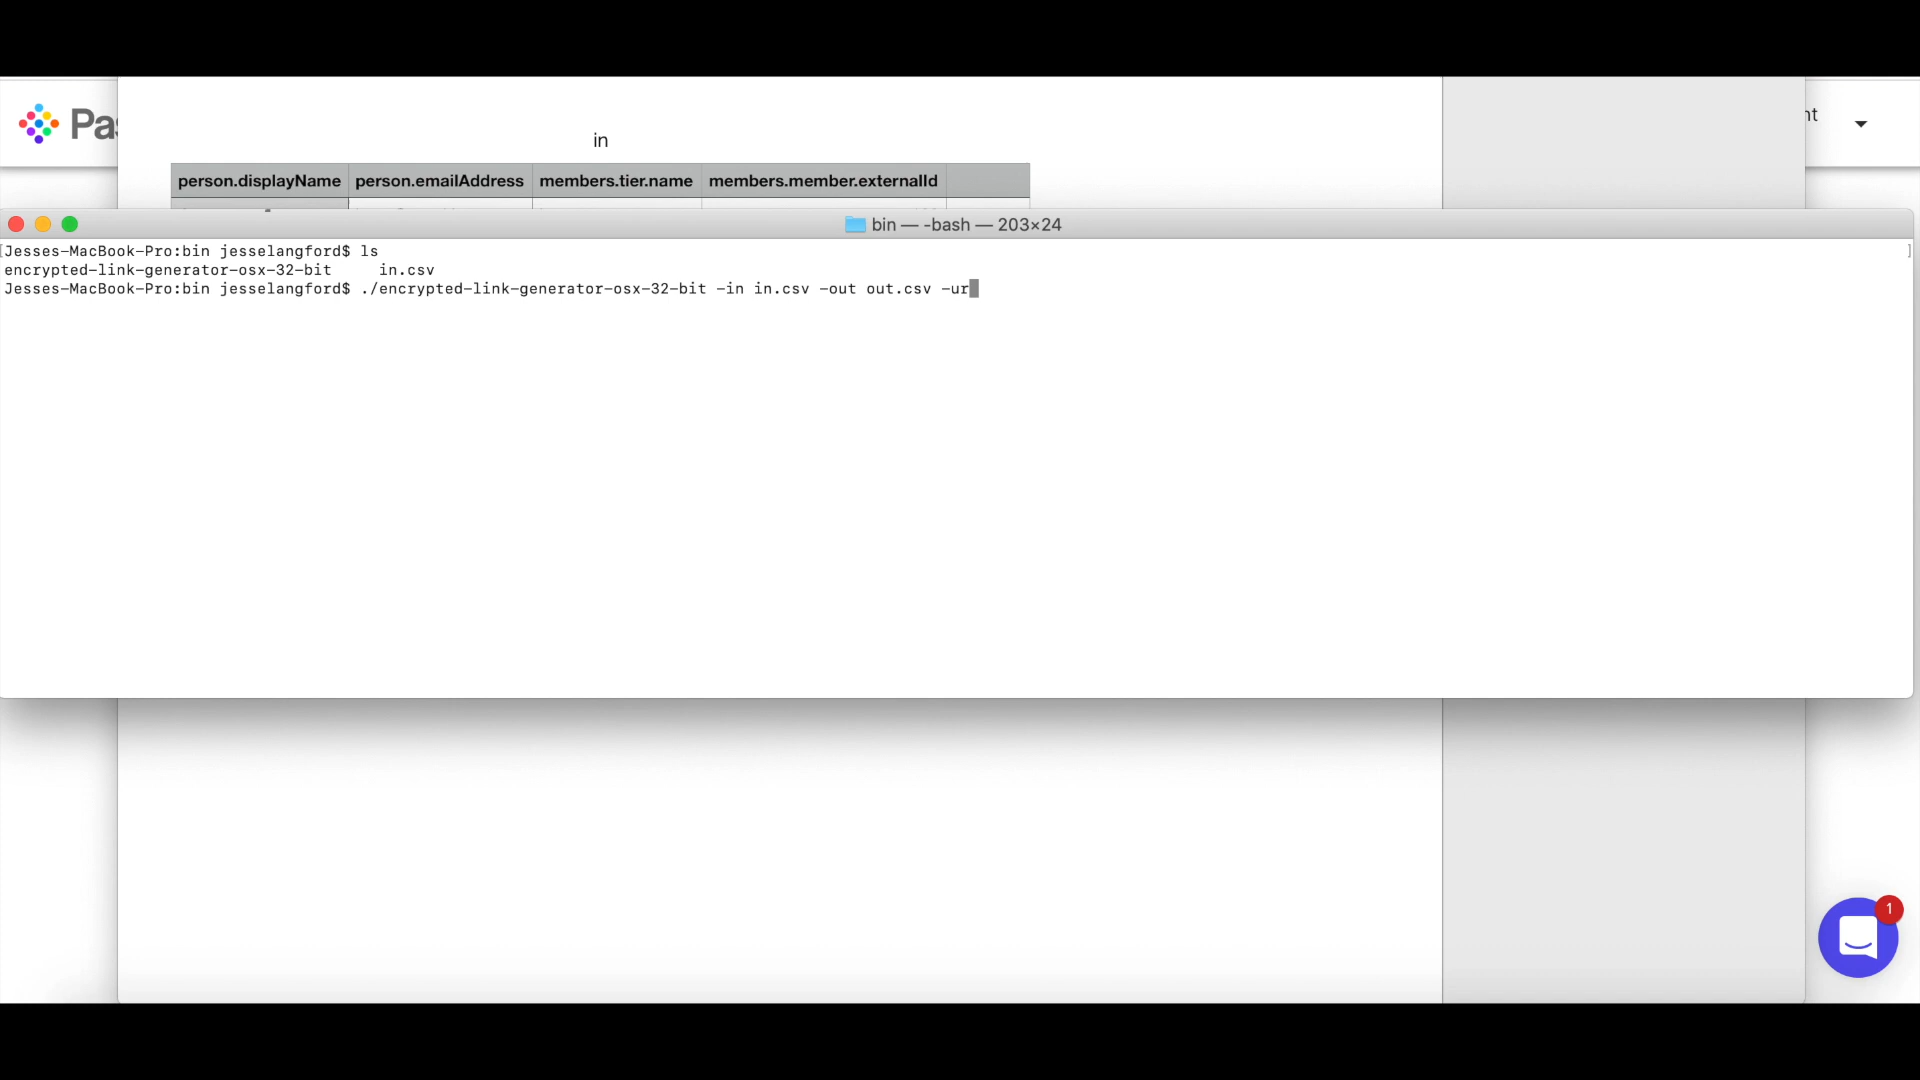 Pas
nt
in
person.displayName person.emailAddress members.tier.name members.member.externalId
bin — -bash — 203×24
[Jesses-MacBook-Pro:bin jesselangford$ ls ]
encrypted-link-generator-osx-32-bit in.csv
Jesses-MacBook-Pro:bin jesselangford$ ./encrypted-link-generator-osx-32-bit -in in.csv -out out.csv -ur
1